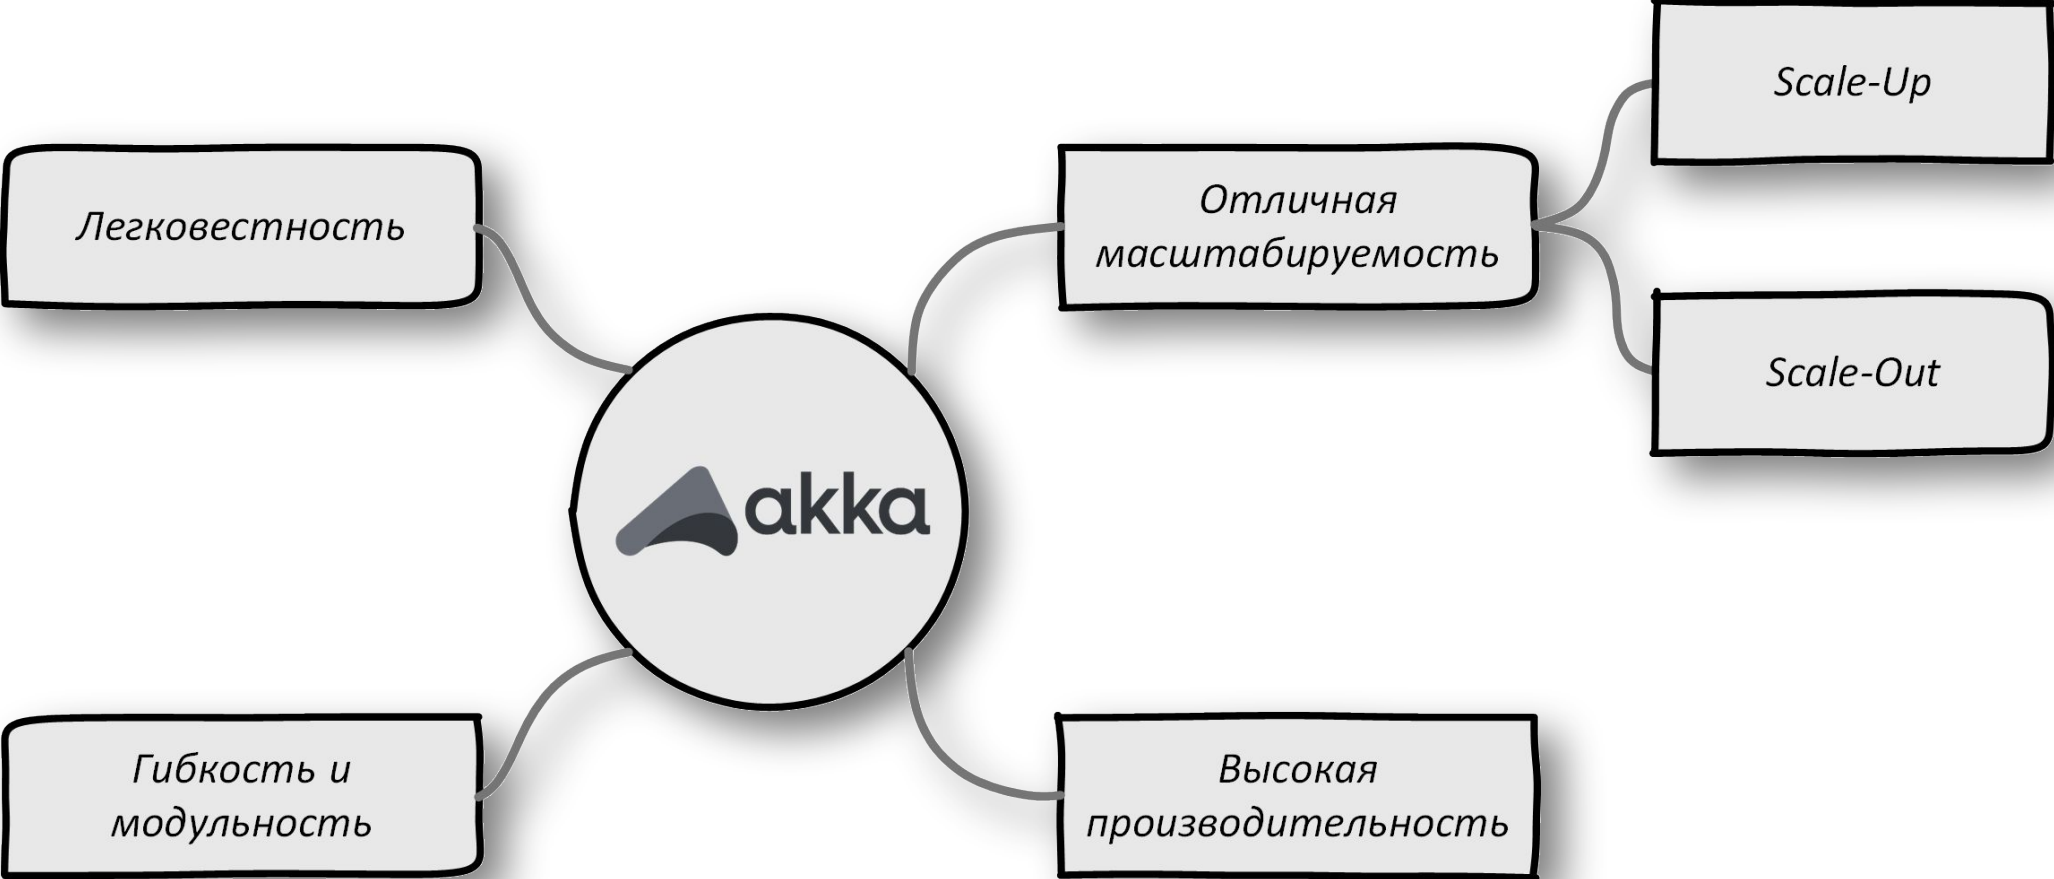 Scale-Up
Легковестность
Отличная
масштабируемость
Scale-Out
akka
Гибкость и
модульность
Высокая
производительность